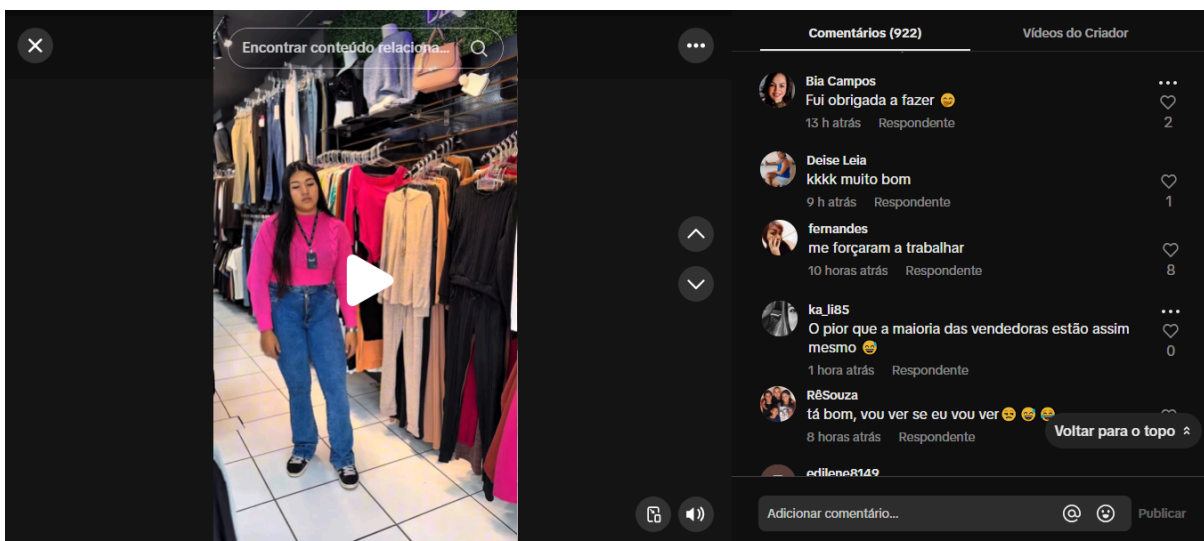 Encontrar conteúdo relaciona...
Comentários (922)
Vídeos do Criador
Bia Campos
Fui obrigada a fazer 😅
13 h atrás Respondente
2
Deise Leia
kkkk muito bom
9 h atrás Respondente
1
fernandes
me forçaram a trabalhar
10 horas atrás Respondente
8
ka_li85
O pior que a maioria das vendedoras estão assim
mesmo 😅
1 hora atrás Respondente
0
RêSouza
tá bom, vou ver se eu vou ver 😒 😅 😂
8 horas atrás Respondente
Voltar para o topo
edilene8149
Adicionar comentário...
Publicar